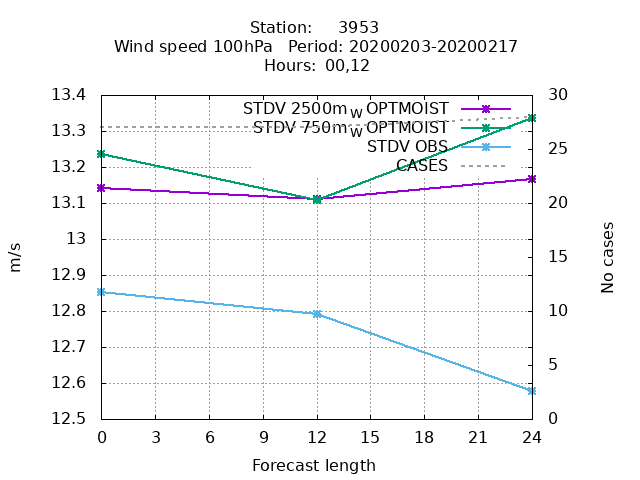 Station: 3953
Wind speed 100hPa Period: 20200203-20200217
Hours: 00,12
13.4
13.3
13.2
13.1
13
12.9
12.8
12.7
12.6
12.5
m/s
STDV 2500m W OPTMOIST
STDV 750m W OPTMOIST
STDV OBS
CASES
30
25
20
15
10
5
0
No cases
0 3 6 9 12 15 18 21 24
Forecast length